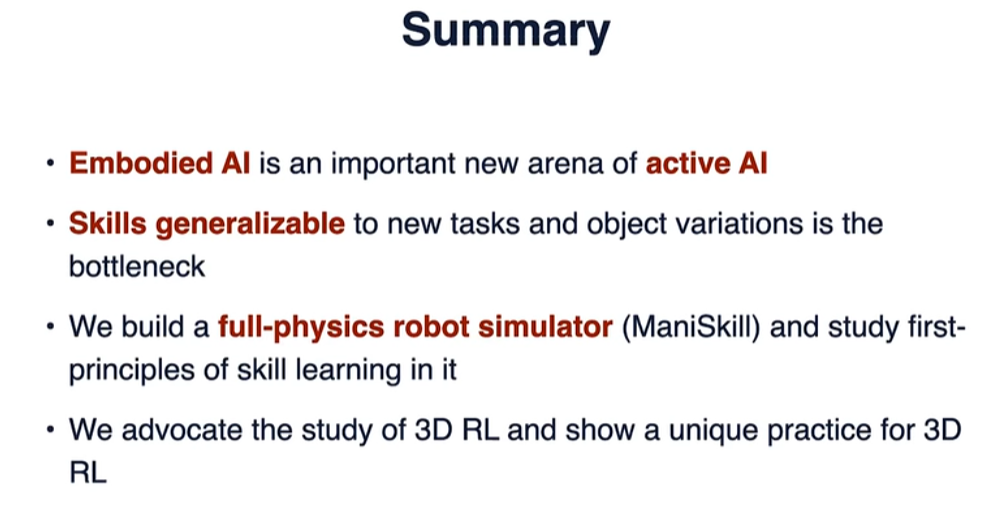 Summary
• Embodied AI is an important new arena of active AI
• Skills generalizable to new tasks and object variations is the
bottleneck
• We build a full-physics robot simulator (ManiSkill) and study first-
principles of skill learning in it
• We advocate the study of 3D RL and show a unique practice for 3D
RL